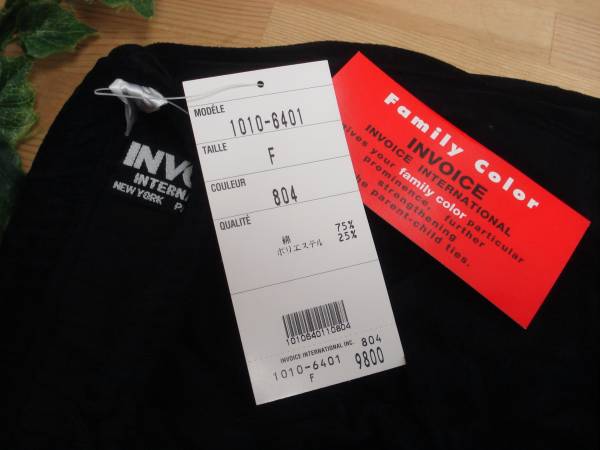 INVO
INTERNA
NEW YORK P
MODÈLE
1010-6401
TAILLE
F
COULEUR
804
QUALITÉ
綿 75%
ポリエステル 25%
1010640110804
INVOICE INTERNATIONAL INC. 804
1010-6401 9800
F
Family Color
INVOICE
INVOICE INTERNATIONAL
gives your family color particular
prominence, further
strengthening
the parent-child ties.